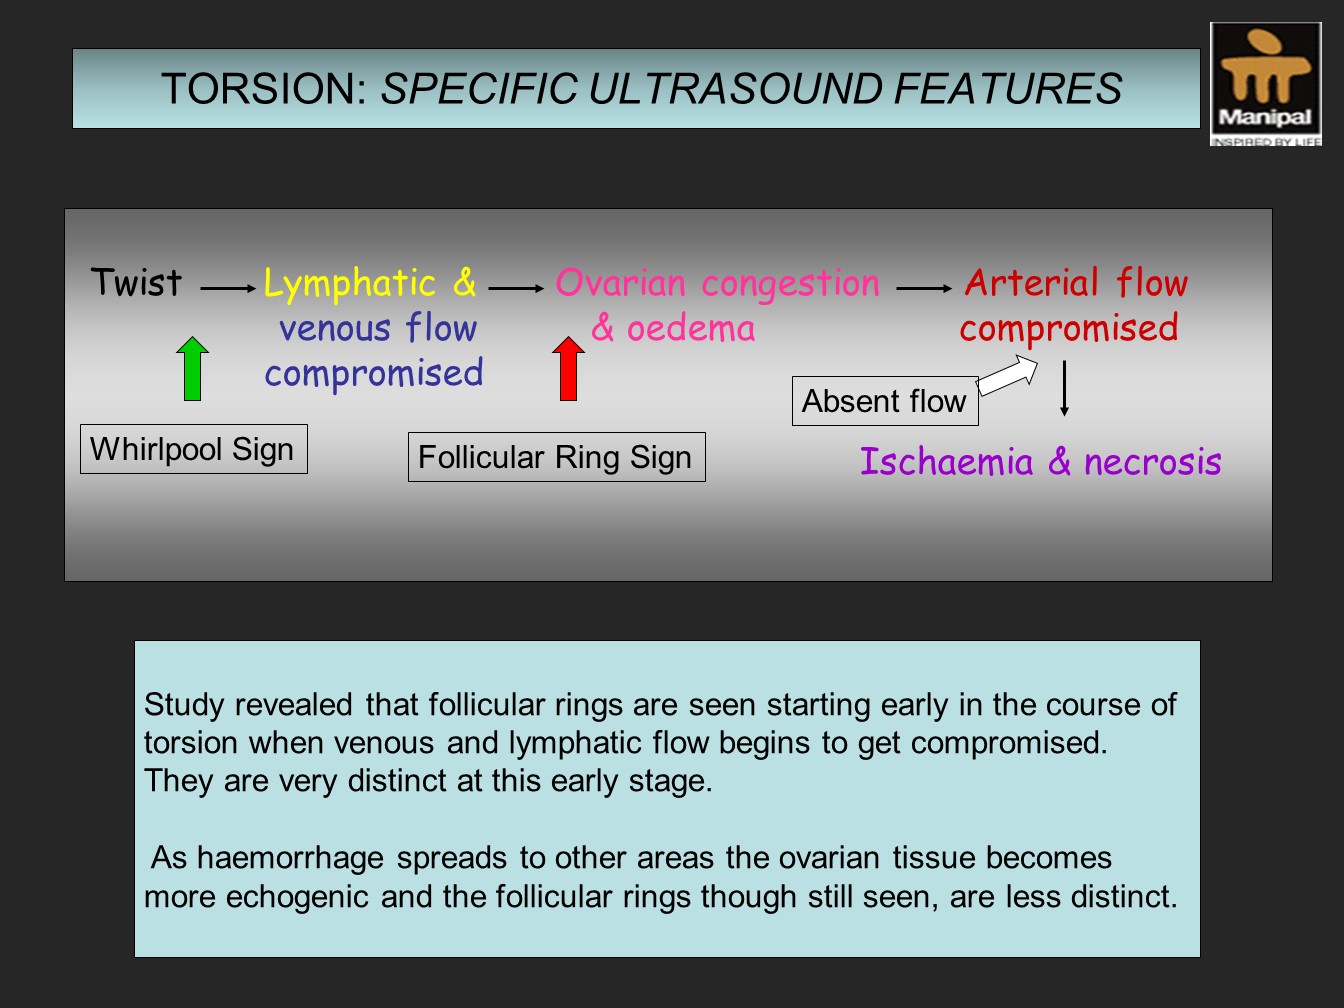 TORSION: SPECIFIC ULTRASOUND FEATURES
Manipal
INSPIRED BY LIFE
Twist
Lymphatic &
venous flow
compromised
Ovarian congestion
& oedema
Arterial flow
compromised
Whirlpool Sign
Follicular Ring Sign
Absent flow
Ischaemia & necrosis
Study revealed that follicular rings are seen starting early in the course of
torsion when venous and lymphatic flow begins to get compromised.
They are very distinct at this early stage.
As haemorrhage spreads to other areas the ovarian tissue becomes
more echogenic and the follicular rings though still seen, are less distinct.